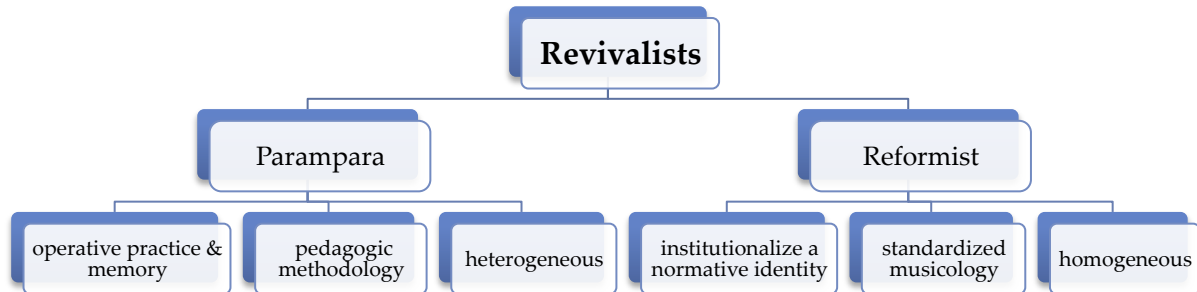 Revivalists
Parampara
Reformist
operative practice &
memory
pedagogic
methodology
heterogeneous
institutionalize a
normative identity
standardized
musicology
homogeneous